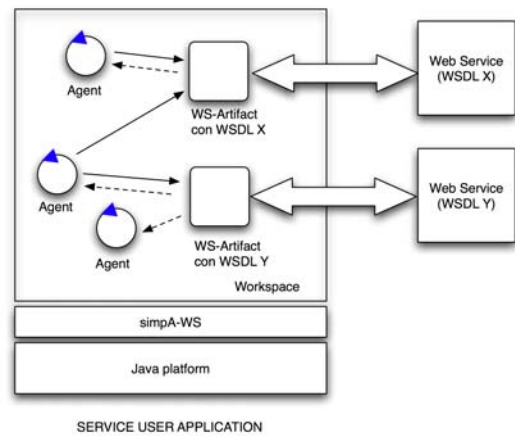 Agent
WS-Artifact
con WSDL X
Web Service
(WSDL X)
Agent
Agent
WS-Artifact
con WSDL Y
Web Service
(WSDL Y)
Workspace
simpA-WS
Java platform
SERVICE USER APPLICATION